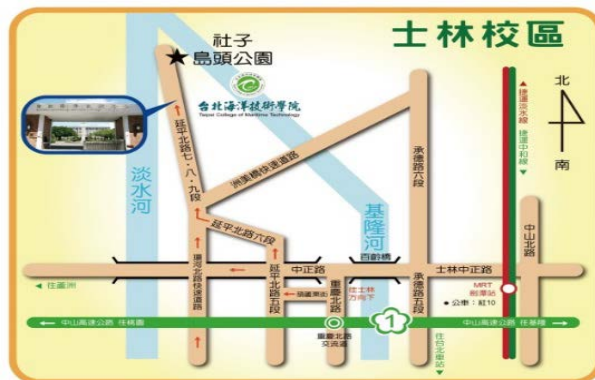 士林校區
社子
島頭公園
台北海洋技術學院
Taipei College of Maritime Technology
北
南
▲捷運淡水線
捷運中和線▼
淡水河
延平北路七、八、九段
洲美橋快速道路
承德路六段
基隆河
百齡橋
延平北路六段
中正路
士林中正路
中山北路
往蘆洲
環河北路快速道路
延平北路五段
葫蘆東街
重慶北路
往士林
方向下
承德路五段
MRT
劍潭站
●公車：紅10
中山高速公路 往桃園
1
中山高速公路 往基隆
重慶北路
交流道
往台北車站